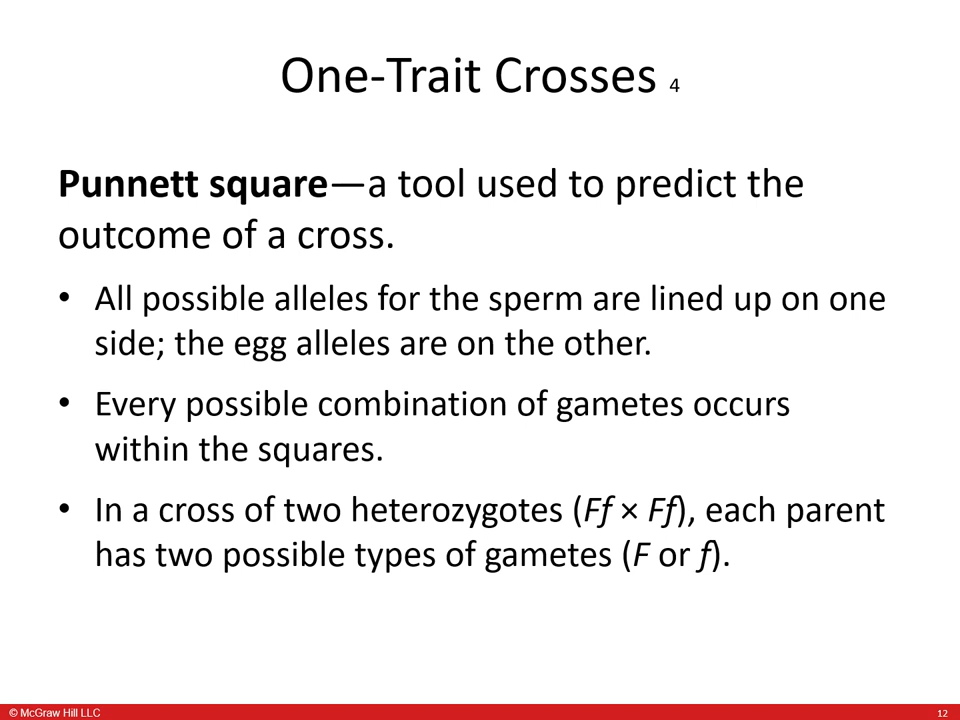 One-Trait Crosses 4
Punnett square—a tool used to predict the
outcome of a cross.
• All possible alleles for the sperm are lined up on one
side; the egg alleles are on the other.
• Every possible combination of gametes occurs
within the squares.
• In a cross of two heterozygotes (Ff × Ff), each parent
has two possible types of gametes (F or f).
© McGraw Hill LLC
12